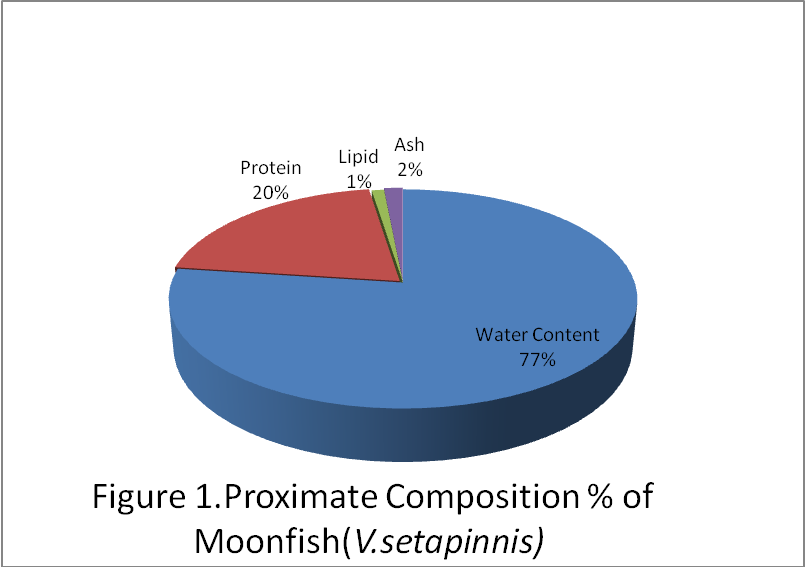 Ash
2%
Lipid
1%
Protein
20%
Water Content
77%
Figure 1.Proximate Composition % of
Moonfish(V.setapinnis)